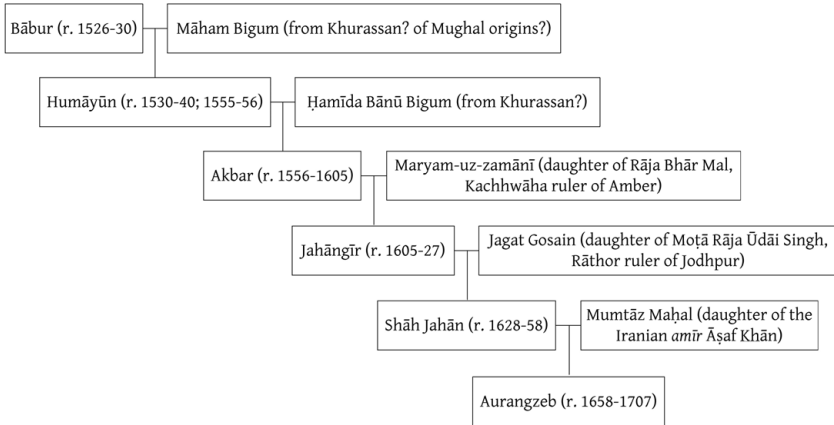 Bābur (r. 1526-30)
Māham Bigum (from Khurassan? of Mughal origins?)
Humāyūn (r. 1530-40; 1555-56)
Ḥamīda Bānū Bigum (from Khurassan?)
Akbar (r. 1556-1605)
Maryam-uz-zamānī (daughter of Rāja Bhār Mal,
Kachhwāha ruler of Amber)
Jahāngīr (r. 1605-27)
Jagat Gosain (daughter of Moṭā Rāja Ūdāi Singh,
Rāthor ruler of Jodhpur)
Shāh Jahān (r. 1628-58)
Mumtāz Maḥal (daughter of the
Iranian amīr Āṣaf Khān)
Aurangzeb (r. 1658-1707)